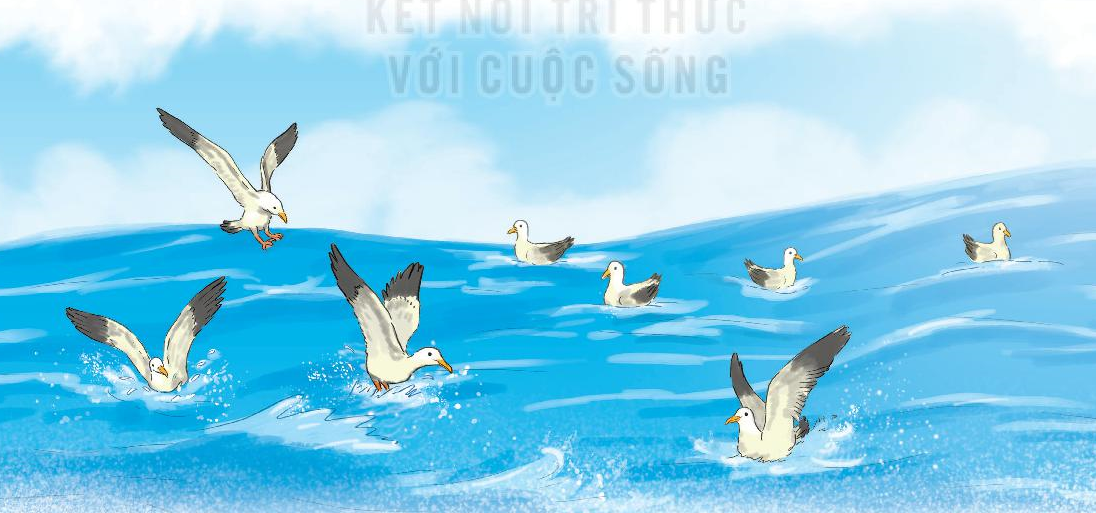 KẾT NỐI TRI THỨC
VỚI CUỘC SỐNG